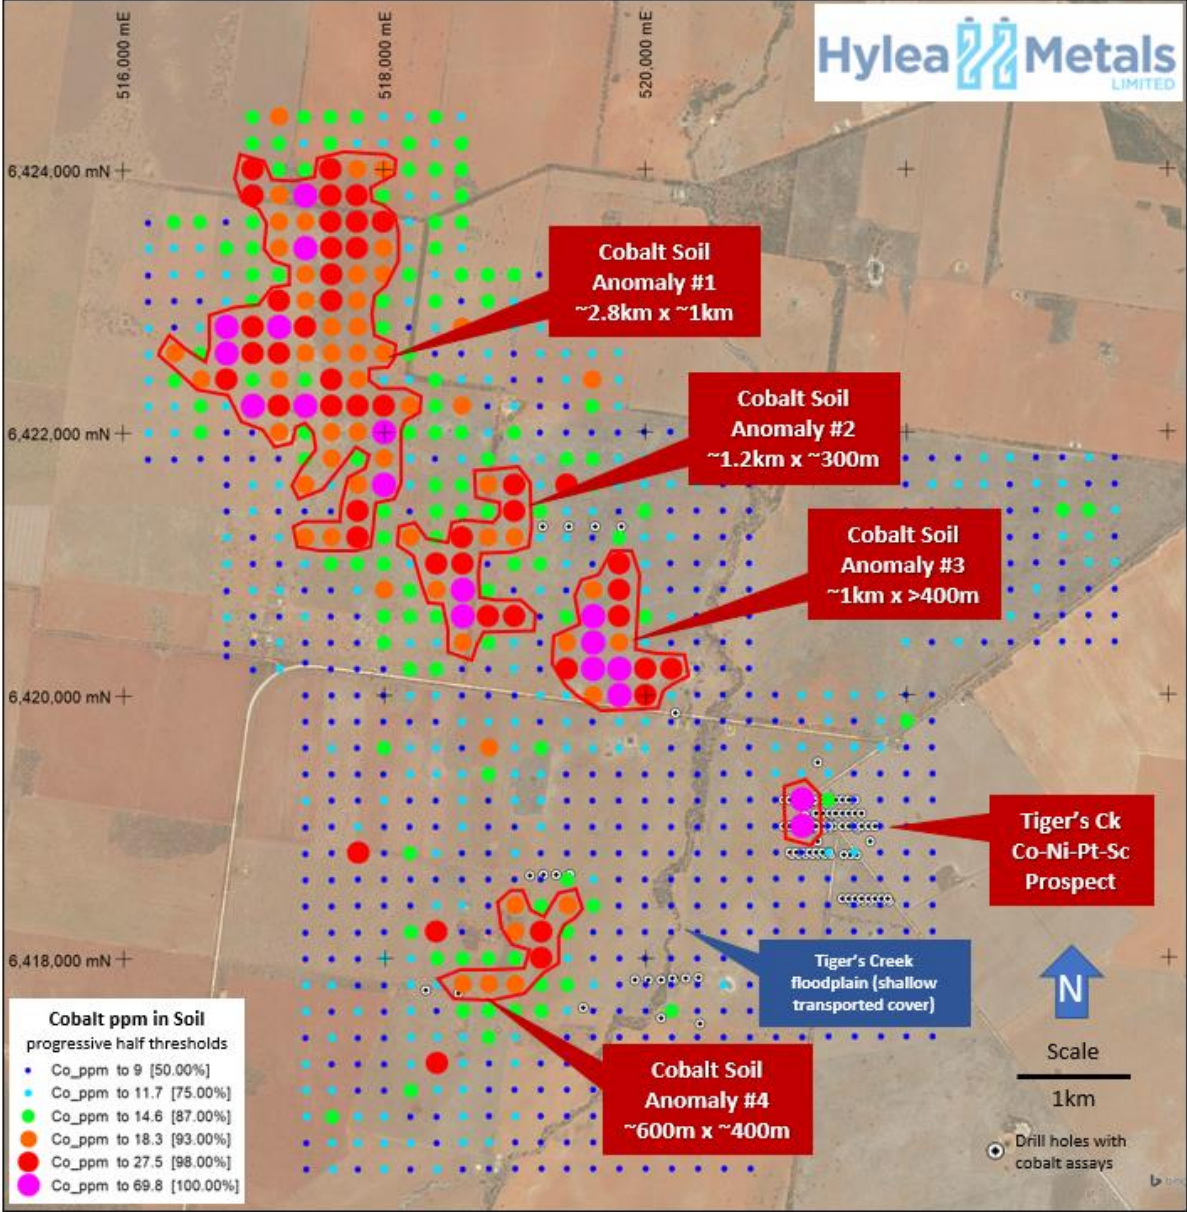 516,000 mE
518,000 mE
520,000 mE
Hylea Metals
LIMITED
6,424,000 mN
Cobalt Soil
Anomaly #1
~2.8km x ~1km
Cobalt Soil
Anomaly #2
~1.2km x ~300m
6,422,000 mN
Cobalt Soil
Anomaly #3
~1km x >400m
6,420,000 mN
Tiger's Ck
Co-Ni-Pt-Sc
Prospect
6,418,000 mN
Tiger's Creek
floodplain (shallow
transported cover)
N
Cobalt ppm in Soil
progressive half thresholds
Co_ppm to 9 [50.00%]
Co_ppm to 11.7 [75.00%]
Co_ppm to 14.6 [87.00%]
Co_ppm to 18.3 [93.00%]
Co_ppm to 27.5 [98.00%]
Co_ppm to 69.8 [100.00%]
Cobalt Soil
Anomaly #4
~600m x ~400m
Scale
1km
Drill holes with
cobalt assays